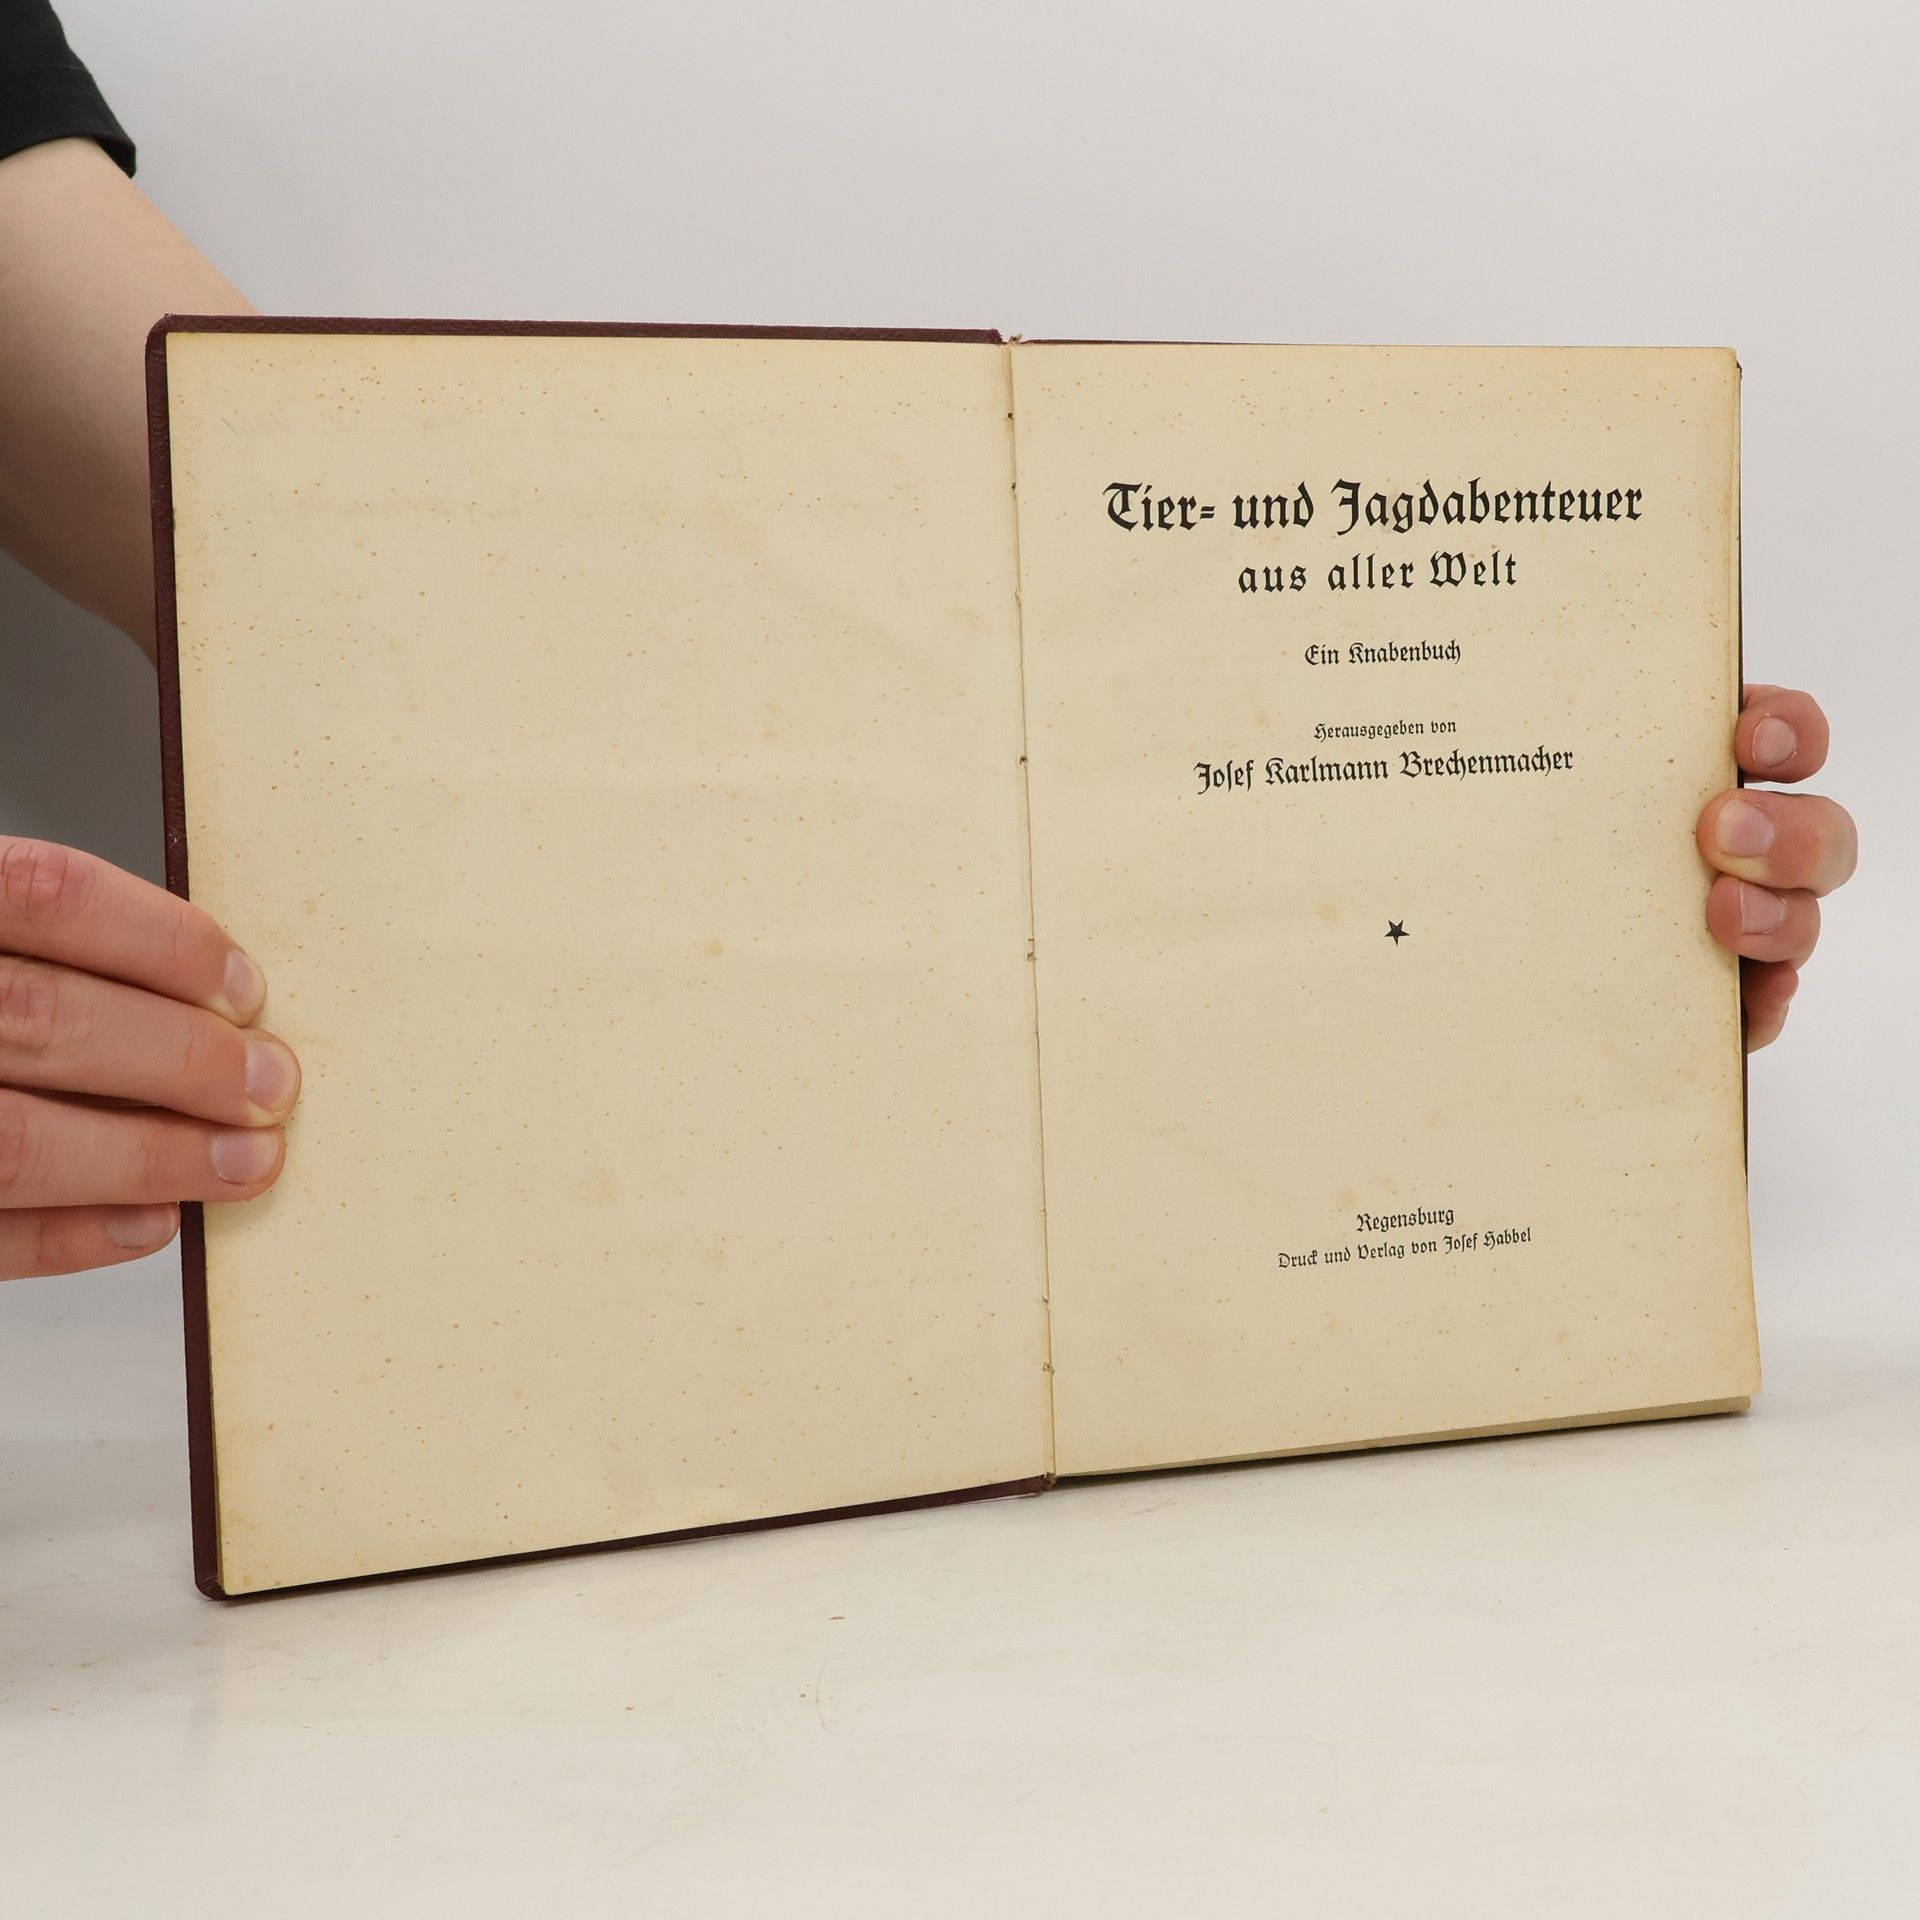 Tier- und Jagdabenteuer
aus aller Welt
Ein Knabenbuch
Herausgegeben von
Josef Karlmann Brechenmacher
Regensburg
Druck und Verlag von Josef Habbel